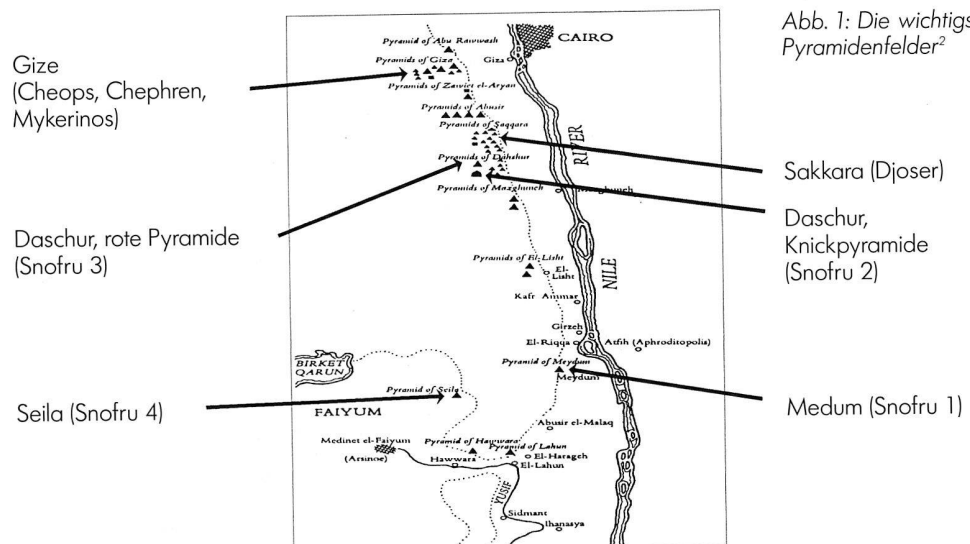 Abb. 1: Die wichtigs
Pyramidenfelder²
Gize
(Cheops, Chephren,
Mykerinos)
Daschur, rote Pyramide
(Snofru 3)
Seila (Snofru 4)
Pyramid of Abu Rawwash
CAIRO
Pyramids of Giza
Giza
Pyramids of Zawiet el-Aryan
Pyramids of Abusir
Pyramids of Saqqara
Pyramids of Dahshur
Pyramids of Mazghuneh
RIVER
NILE
Pyramids of El-Lisht
El-
Lisht
Kafr Ammar
Girzeh
El-Riqqa
Atfih (Aphroditopolis)
BIRKET
QARUN
Pyramid of Meydum
Meydum
Pyramid of Seila
FAIYUM
Abusir el-Malaq
Medinet el-Faiyum
(Arsinoe)
Pyramid of Hawwara
Pyramid of Lahun
Hawwara
El-Harageh
El-Lahun
YUSIF
Sidmant
Ihanasya
Sakkara (Djoser)
Daschur,
Knickpyramide
(Snofru 2)
Medum (Snofru 1)